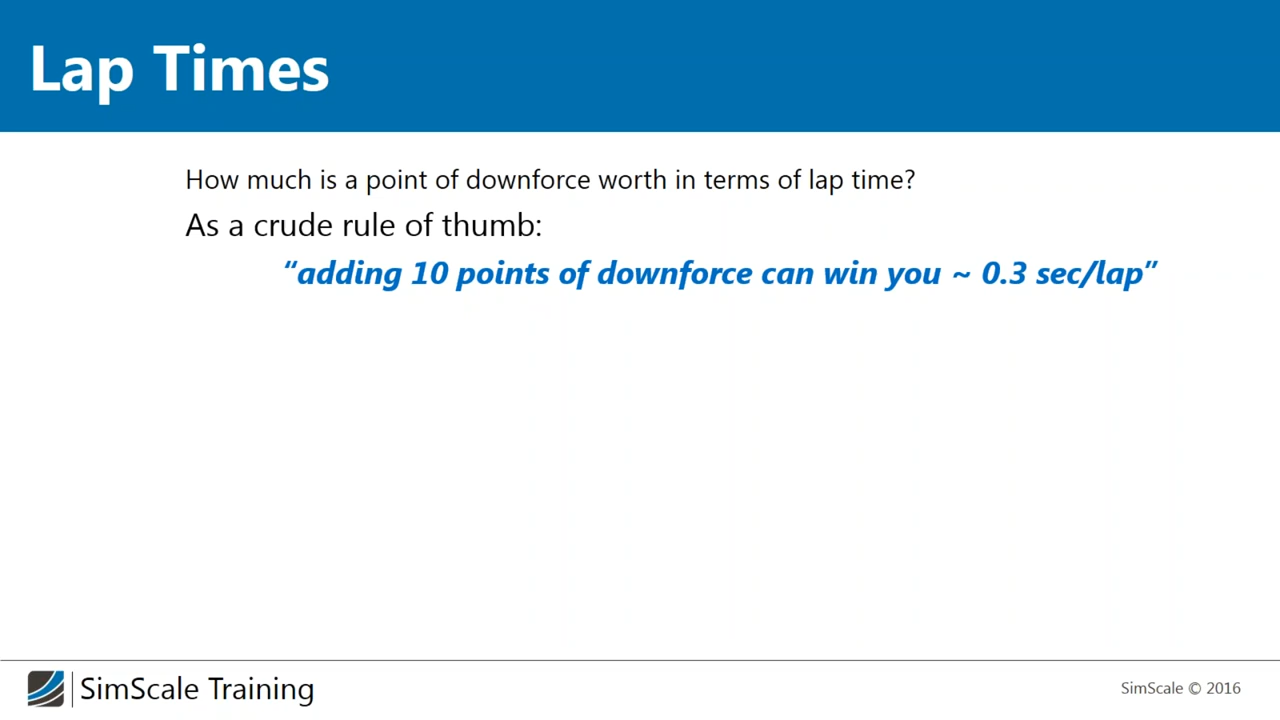 Lap Times
How much is a point of downforce worth in terms of lap time?
As a crude rule of thumb:
“adding 10 points of downforce can win you ~ 0.3 sec/lap”
SimScale Training
SimScale © 2016